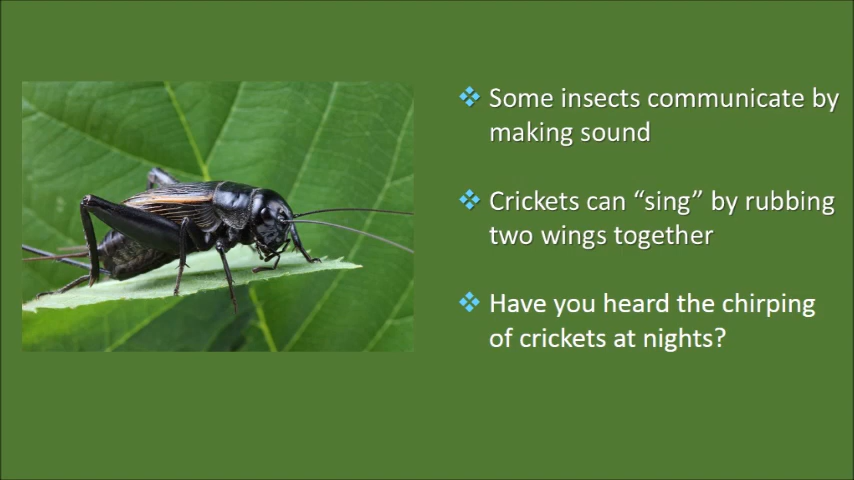 Some insects communicate by
making sound
Crickets can “sing” by rubbing
two wings together
Have you heard the chirping
of crickets at nights?